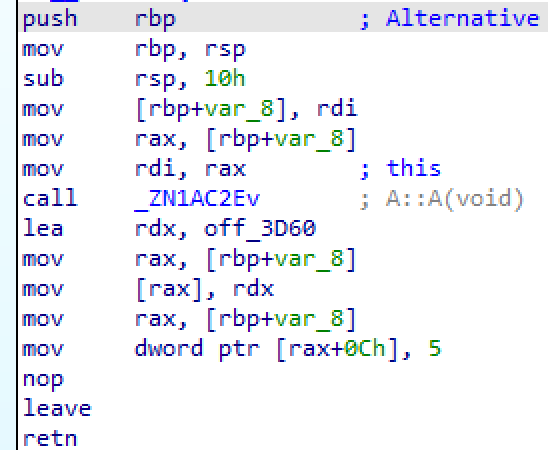 push rbp ; Alternative
mov rbp, rsp
sub rsp, 10h
mov [rbp+var_8], rdi
mov rax, [rbp+var_8]
mov rdi, rax ; this
call _ZN1AC2Ev ; A::A(void)
lea rdx, off_3D60
mov rax, [rbp+var_8]
mov [rax], rdx
mov rax, [rbp+var_8]
mov dword ptr [rax+0Ch], 5
nop
leave
retn